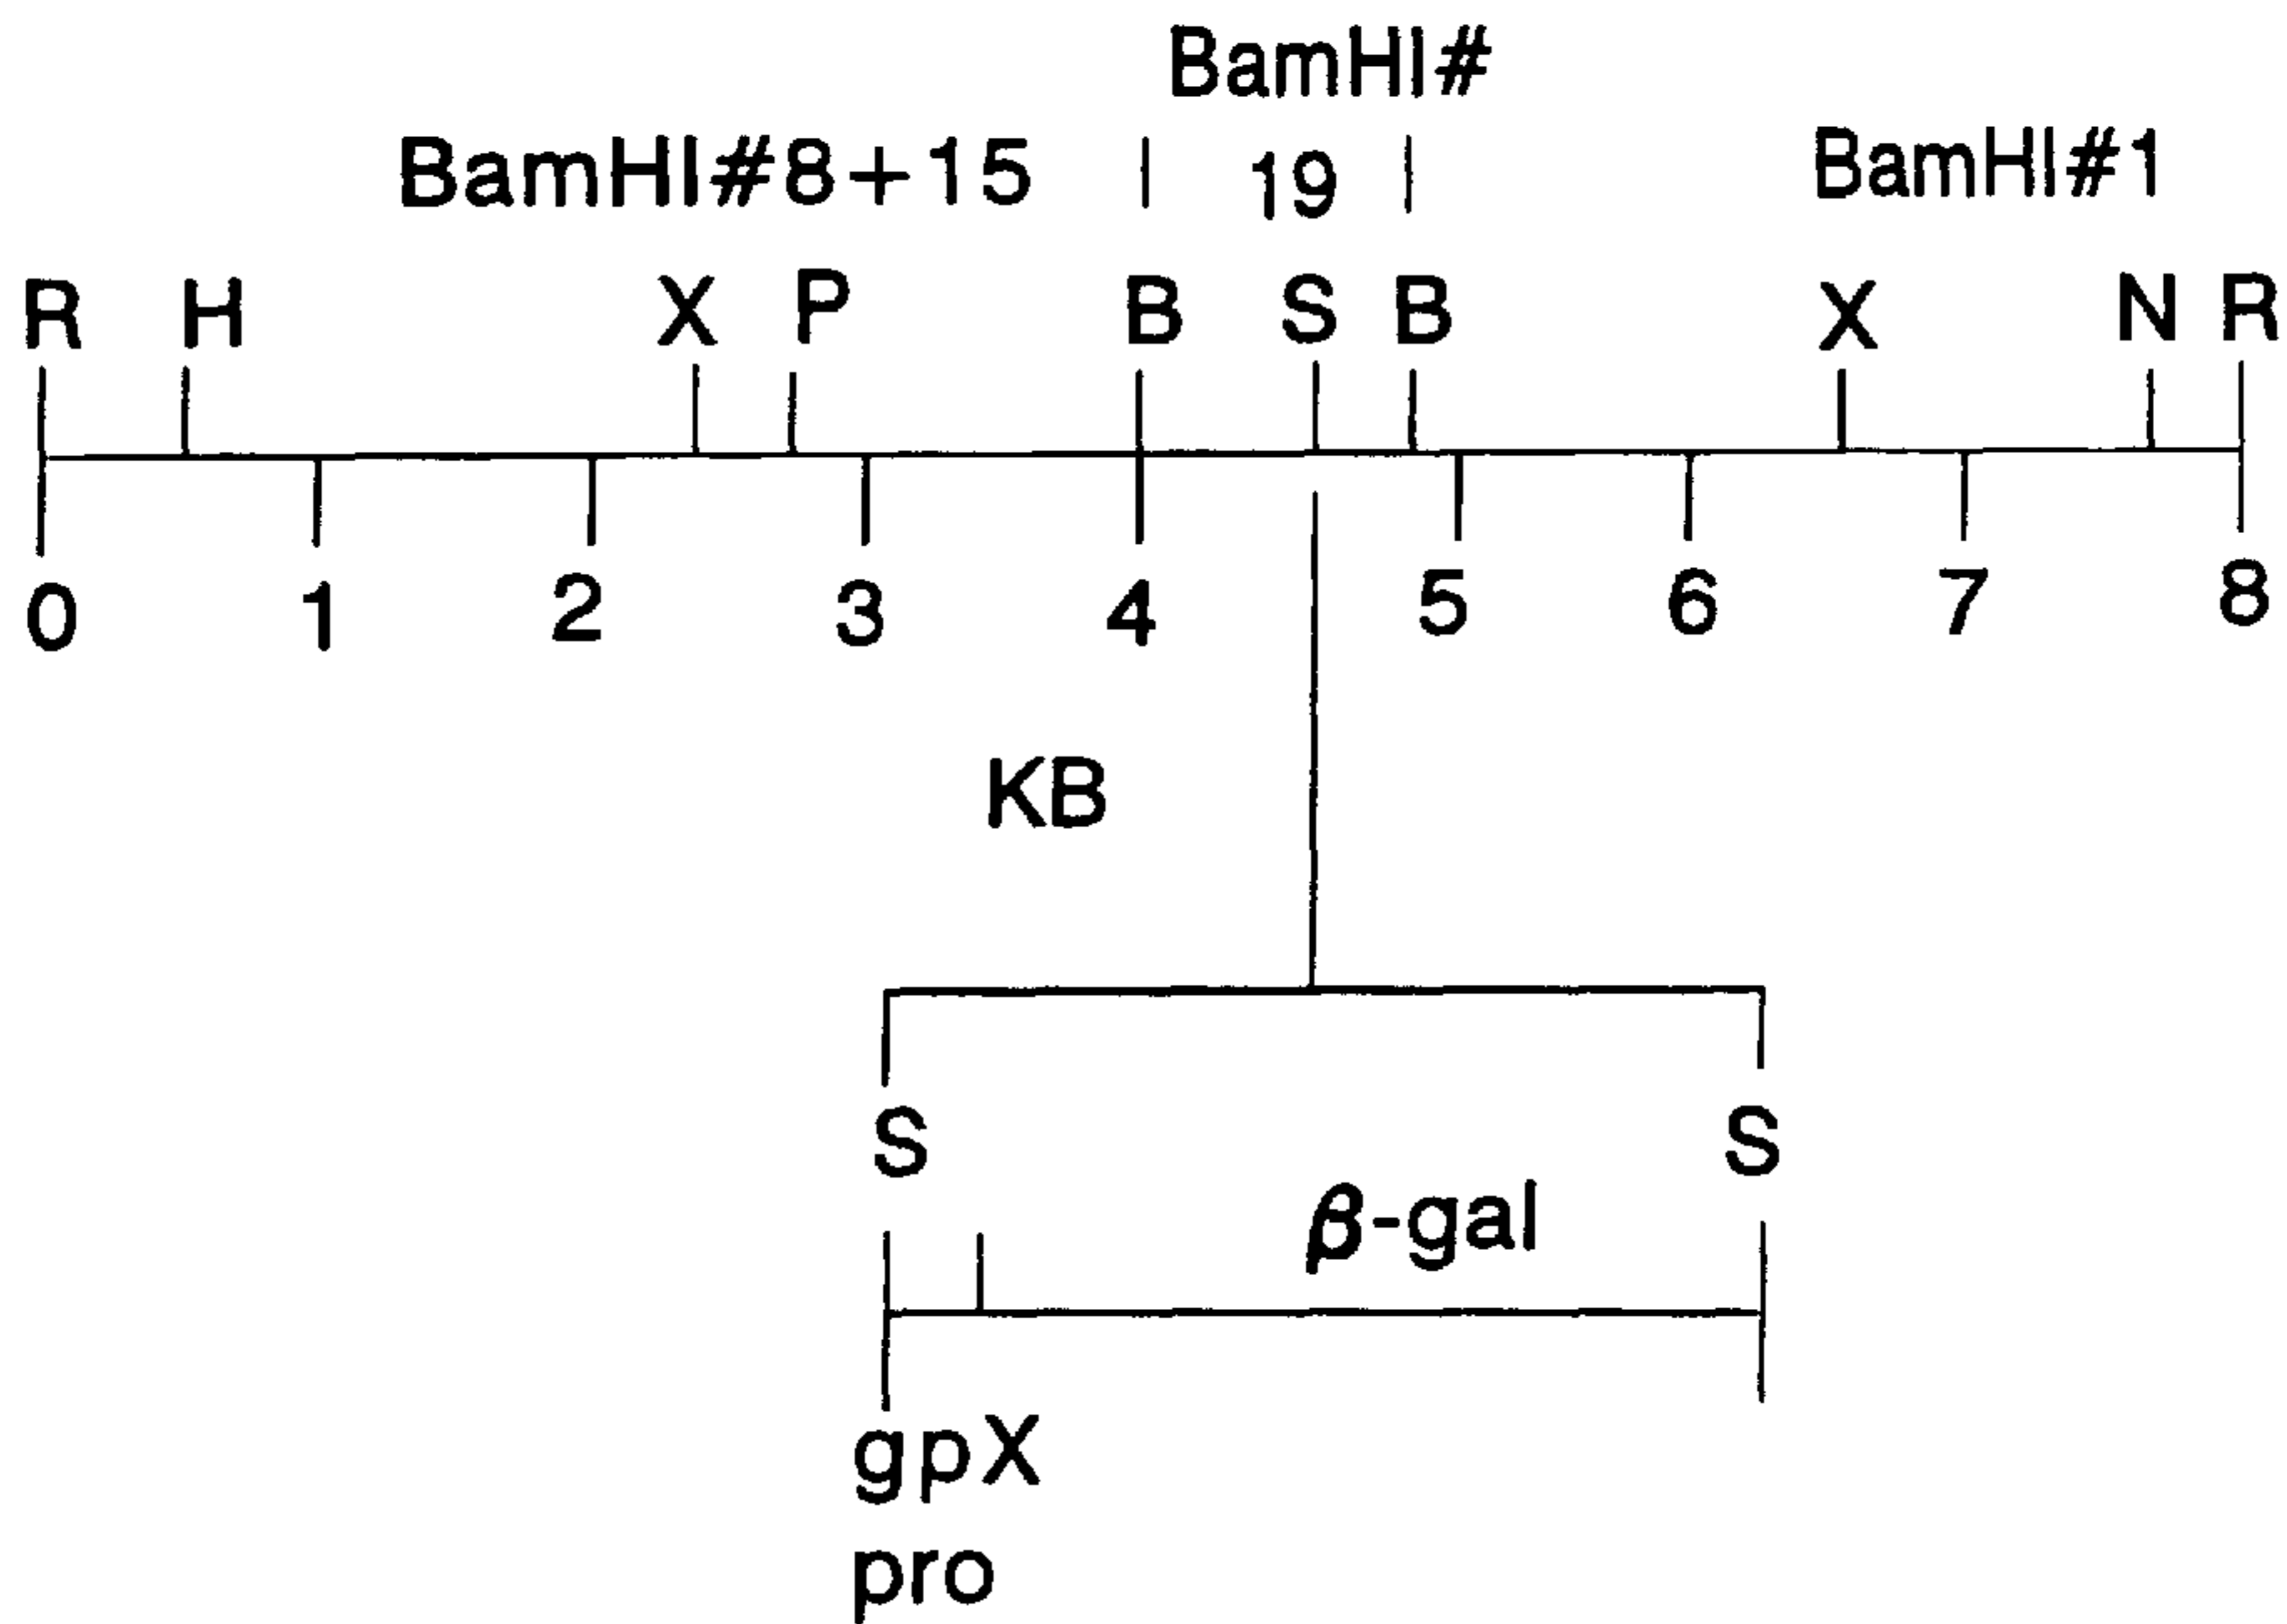 BamHI#
BamHI#8+15 | 19 | BamHI#1
R H X P B S B X N R
0 1 2 3 4 5 6 7 8
KB
S S
β-gal
gpX
pro